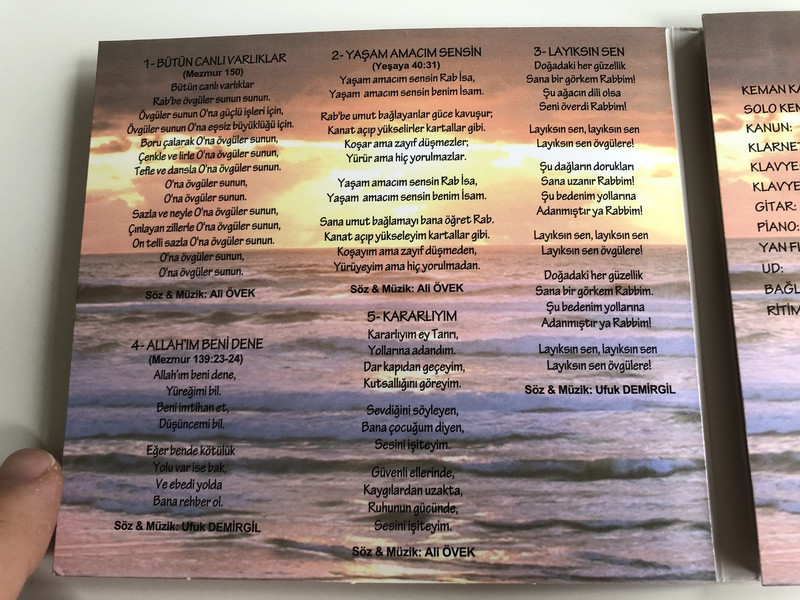 1- BÜTÜN CANLI VARLIKLAR
(Mezmur 150)
Bütün canlı varlıklar
Rab'be övgüler sunun sunun.
Övgüler sunun O'na güçlü işleri için,
Övgüler sunun O'na eşsiz büyüklüğü için.
Boru çalarak O'na övgüler sunun,
Çenkle ve lirle O'na övgüler sunun,
Tefle ve dansla O'na övgüler sunun.
O'na övgüler sunun,
O'na övgüler sunun.
Sazla ve neyle O'na övgüler sunun,
Çınlayan zillerle O'na övgüler sunun,
On telli sazla O'na övgüler sunun.
O'na övgüler sunun,
O'na övgüler sunun.
Söz & Müzik: Ali ÖVEK
2- YAŞAM AMACIM SENSİN
(Yeşaya 40:31)
Yaşam amacım sensin Rab İsa,
Yaşam amacım sensin benim İsam.
Rab'be umut bağlayanlar güce kavuşur;
Kanat açıp yükselirler kartallar gibi.
Koşar ama zayıf düşmezler;
Yürür ama hiç yorulmazlar.
Yaşam amacım sensin Rab İsa,
Yaşam amacım sensin benim İsam.
Sana umut bağlamayı bana öğret Rab.
Kanat açıp yükseleyim kartallar gibi.
Koşayım ama zayıf düşmeden,
Yürüyeyim ama hiç yorulmadan.
Söz & Müzik: Ali ÖVEK
3- LAYIKSIN SEN
Doğadaki her güzellik
Sana bir görkem Rabbim!
Şu ağacın dili olsa
Seni överdi Rabbim!
Layıksın sen, layıksın sen
Layıksın sen övgülere!
Şu dağların dorukları
Sana uzanır Rabbim!
Şu bedenim yollarına
Adanmıştır ya Rabbim!
Layıksın sen, layıksın sen
Layıksın sen övgülere!
Doğadaki her güzellik
Sana bir görkem Rabbim.
Şu bedenim yollarına
Adanmıştır ya Rabbim!
Layıksın sen, layıksın sen
Layıksın sen övgülere!
Söz & Müzik: Ufuk DEMİRGİL
4- ALLAH'IM BENİ DENE
(Mezmur 139:23-24)
Allah'ım beni dene,
Yüreğimi bil.
Beni imtihan et,
Düşüncemi bil.
Eğer bende kötülük
Yolu var ise bak,
Ve ebedi yolda
Bana rehber ol.
Söz & Müzik: Ufuk DEMİRGİL
5- KARARLIYIM
Kararlıyım ey Tanrı,
Yollarına adandım.
Dar kapıdan geçeyim,
Kutsallığını göreyim.
Sevdiğini söyleyen,
Bana çocuğum diyen,
Sesini işiteyim.
Güvenli ellerinde,
Kaygılardan uzakta,
Ruhunun gücünde,
Sesini işiteyim.
Söz & Müzik: Ali ÖVEK
KEMAN KA
SOLO KEM
KANUN:
KLARNET
KLAVYE
KLAVYE
GİTAR:
PİANO:
YAN FL
UD:
BAĞL
RİTİM